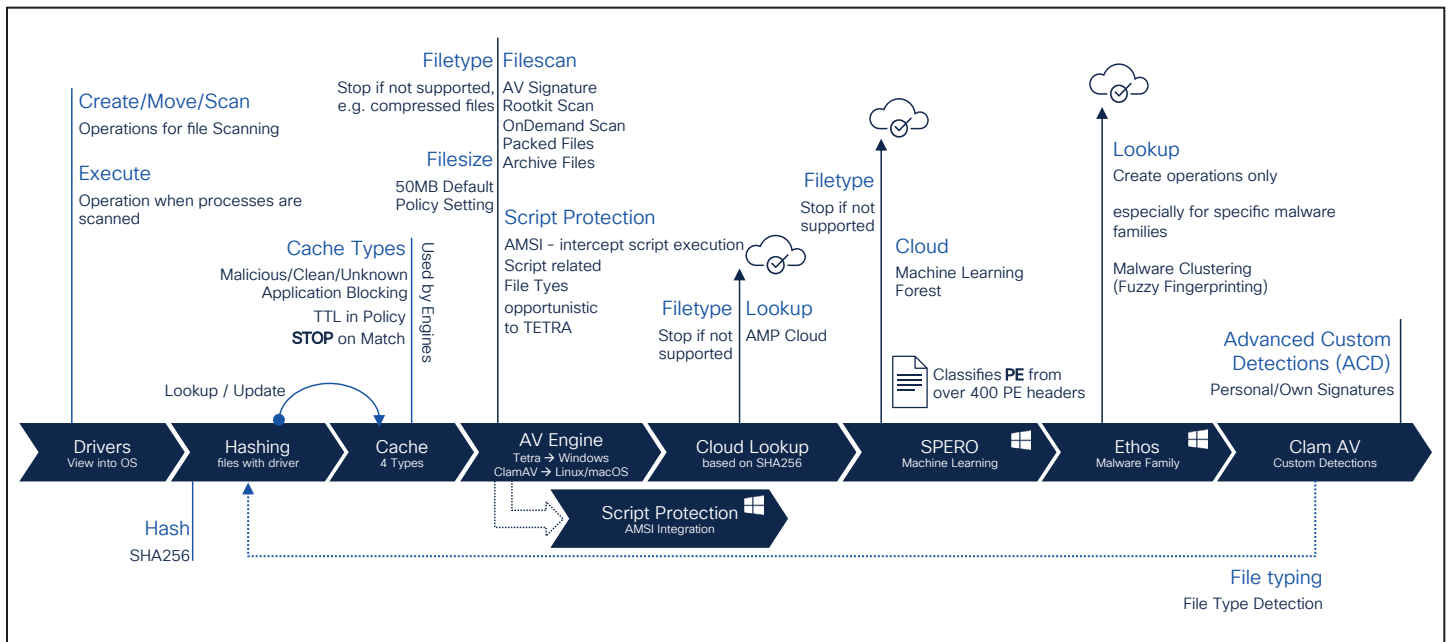 Create/Move/Scan
Operations for file Scanning
Execute
Operation when processes are
scanned
Cache Types
Malicious/Clean/Unknown
Application Blocking
TTL in Policy
STOP on Match
Used by Engines
Lookup / Update
Filetype
Stop if not supported,
e.g. compressed files
Filesize
50MB Default
Policy Setting
Filescan
AV Signature
Rootkit Scan
OnDemand Scan
Packed Files
Archive Files
Script Protection
AMSI - intercept script execution
Script related
File Tyes
opportunistic
to TETRA
Filetype
Stop if not
supported
Lookup
AMP Cloud
Filetype
Stop if not
supported
Cloud
Machine Learning
Forest
Classifies PE from
over 400 PE headers
Lookup
Create operations only
especially for specific malware
families
Malware Clustering
(Fuzzy Fingerprinting)
Advanced Custom
Detections (ACD)
Personal/Own Signatures
Drivers
View into OS
Hashing
files with driver
Cache
4 Types
AV Engine
Tetra → Windows
ClamAV → Linux/macOS
Cloud Lookup
based on SHA256
SPERO
Machine Learning
Ethos
Malware Family
Clam AV
Custom Detections
Script Protection
AMSI Integration
Hash
SHA256
File typing
File Type Detection